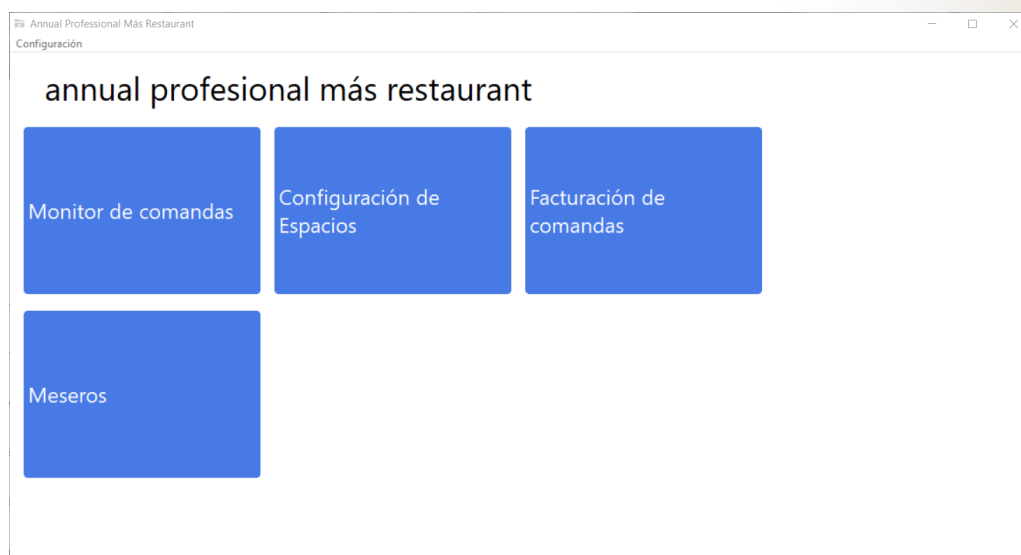 Annual Professional Más Restaurant
Configuración
annual profesional más restaurant
Monitor de comandas
Configuración de
Espacios
Facturación de
comandas
Meseros